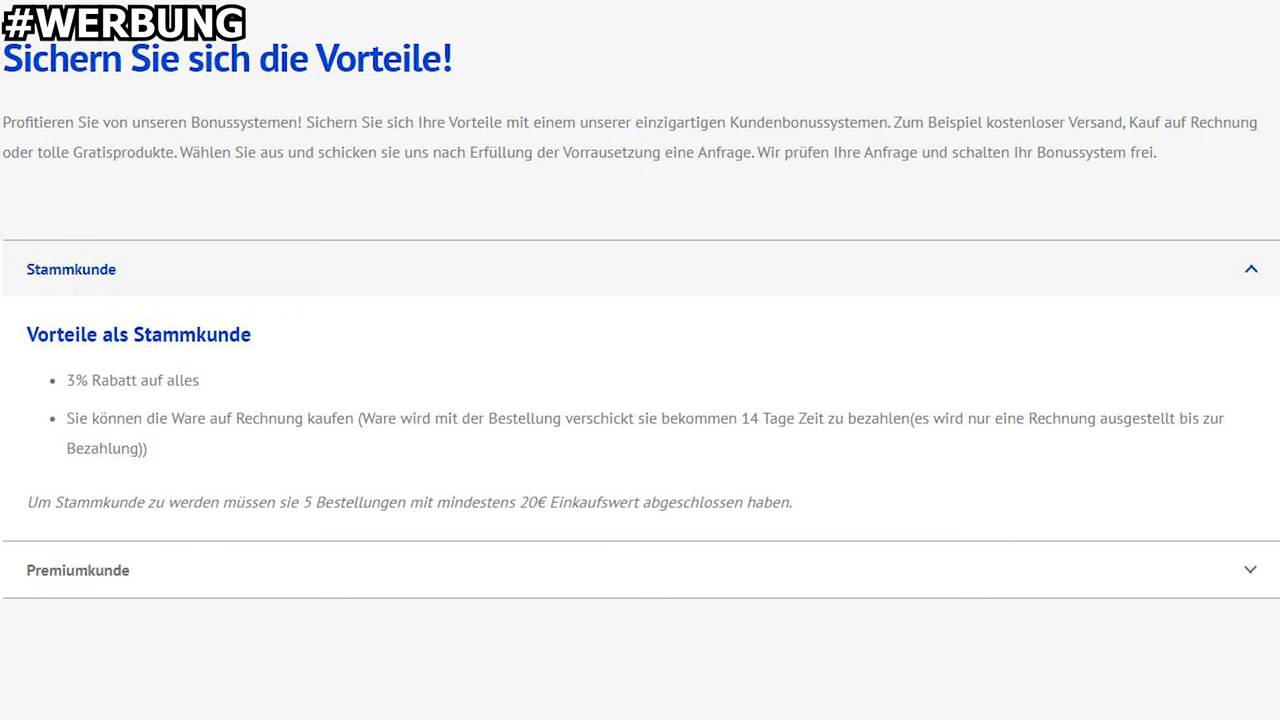 #WERBUNG
Sichern Sie sich die Vorteile!
Profitieren Sie von unseren Bonussystemen! Sichern Sie sich Ihre Vorteile mit einem unserer einzigartigen Kundenbonussystemen. Zum Beispiel kostenloser Versand, Kauf auf Rechnung
oder tolle Gratisprodukte. Wählen Sie aus und schicken sie uns nach Erfüllung der Vorrausetzung eine Anfrage. Wir prüfen Ihre Anfrage und schalten Ihr Bonussystem frei.
Stammkunde
Vorteile als Stammkunde
• 3% Rabatt auf alles
• Sie können die Ware auf Rechnung kaufen (Ware wird mit der Bestellung verschickt sie bekommen 14 Tage Zeit zu bezahlen(es wird nur eine Rechnung ausgestellt bis zur
Bezahlung))
Um Stammkunde zu werden müssen sie 5 Bestellungen mit mindestens 20€ Einkaufswert abgeschlossen haben.
Premiumkunde